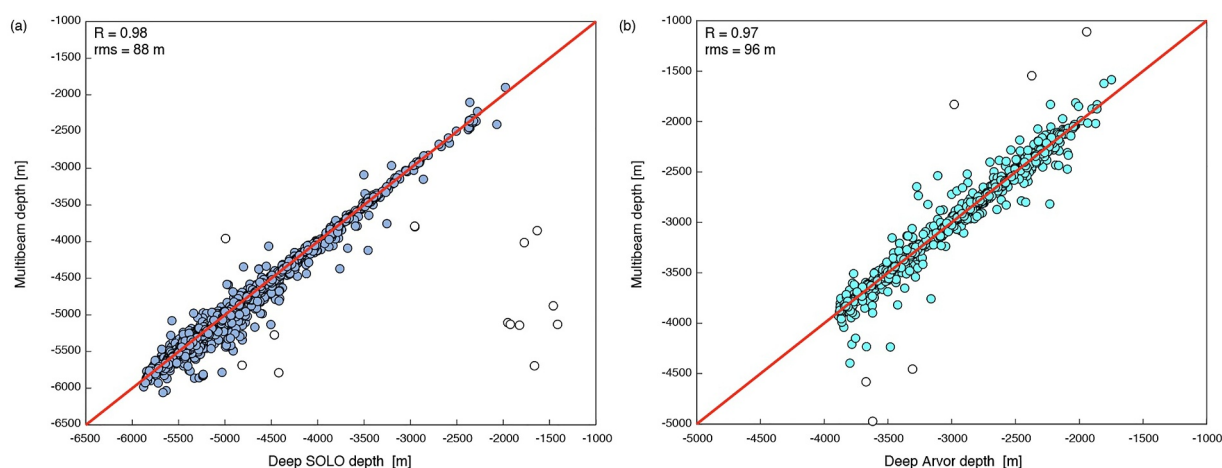 (a)
R = 0.98
rms = 88 m
-1000
-1500
-2000
-2500
-3000
-3500
-4000
-4500
-5000
-5500
-6000
-6500
Multibeam depth [m]
-6500 -6000 -5500 -5000 -4500 -4000 -3500 -3000 -2500 -2000 -1500 -1000
Deep SOLO depth [m]
(b)
R = 0.97
rms = 96 m
-1000
-1500
-2000
-2500
-3000
-3500
-4000
-4500
-5000
Multibeam depth [m]
-5000 -4000 -3500 -3000 -2500 -2000 -1500 -1000
Deep Arvor depth [m]